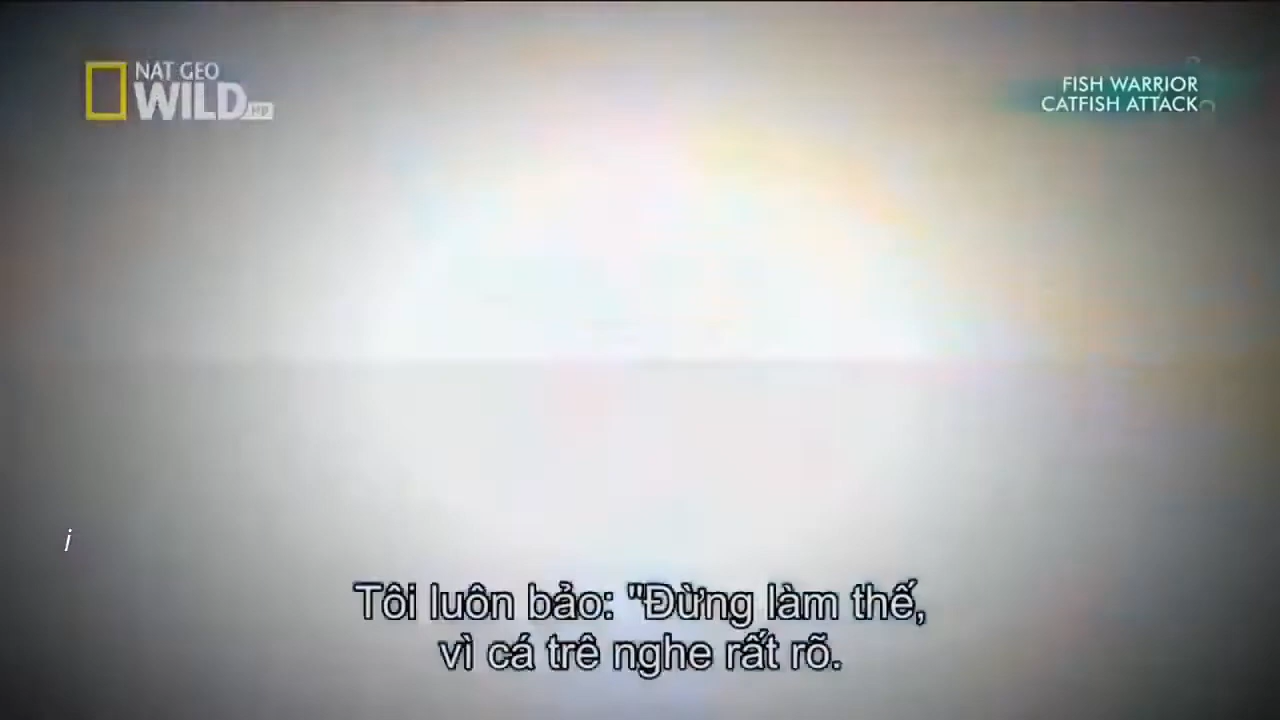 NAT GEO
WILD HD
FISH WARRIOR
CATFISH ATTACK
i
Tôi luôn bảo: "Đừng làm thế,
vì cá trê nghe rất rõ.